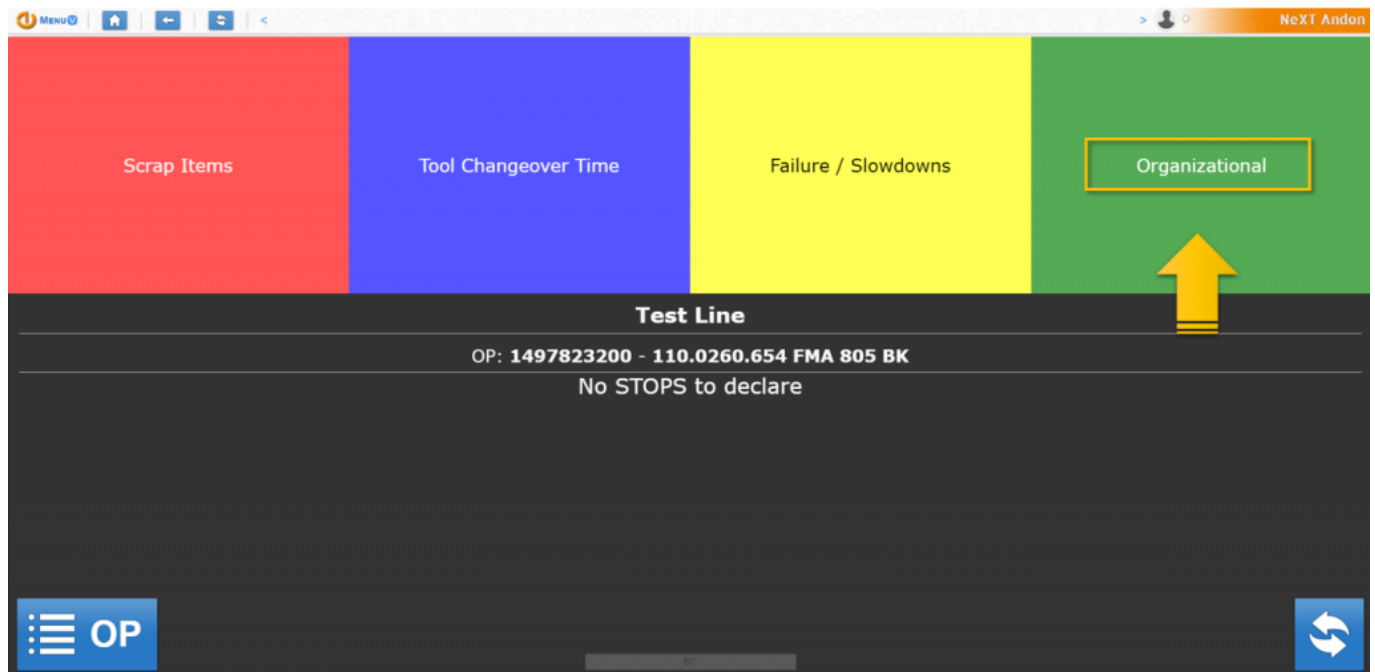 MENU
<
>
NeXT Andon
Scrap Items
Tool Changeover Time
Failure / Slowdowns
Organizational
Test Line
OP: 1497823200 - 110.0260.654 FMA 805 BK
No STOPS to declare
OP